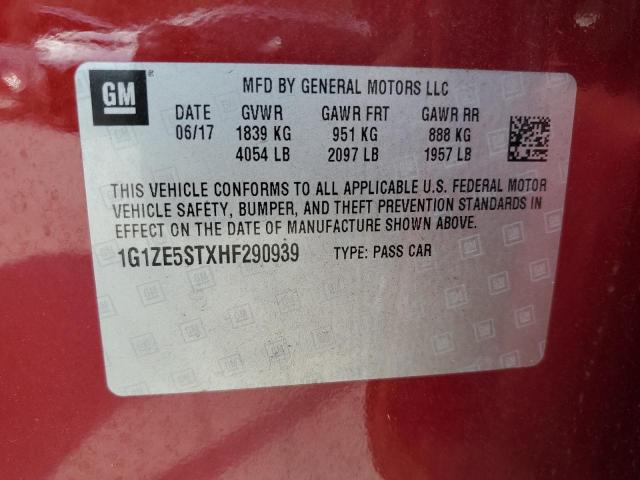 GM ®
MFD BY GENERAL MOTORS LLC
DATE GVWR GAWR FRT GAWR RR
06/17 1839 KG 951 KG 888 KG
4054 LB 2097 LB 1957 LB
THIS VEHICLE CONFORMS TO ALL APPLICABLE U.S. FEDERAL MOTOR
VEHICLE SAFETY, BUMPER, AND THEFT PREVENTION STANDARDS IN
EFFECT ON THE DATE OF MANUFACTURE SHOWN ABOVE.
1G1ZE5STXHF290939 TYPE: PASS CAR